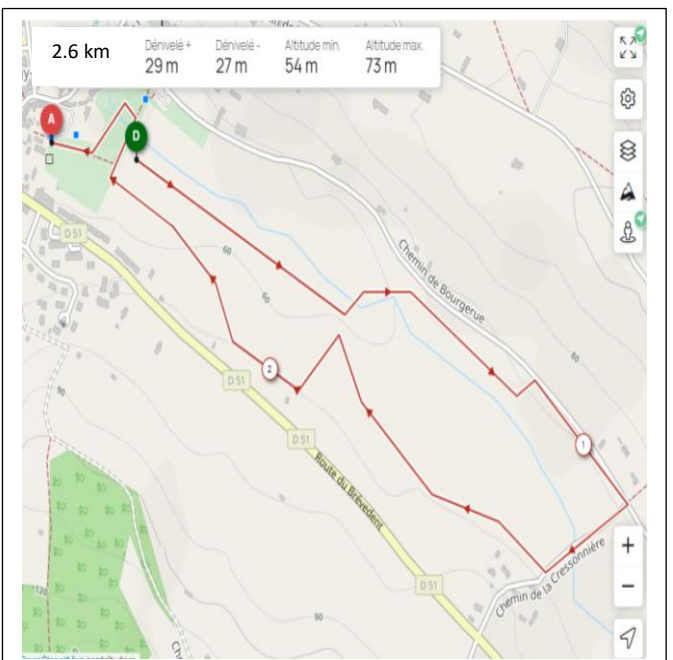 2.6 km
Dénivelé +
29 m
Dénivelé -
27 m
Altitude min.
54 m
Altitude max.
73 m
A
D
D 51
60
60
Chemin de Bourgerue
80
90
2
D 51
1
D 51
Route du Brévedent
Chemin de la Cressonnière
D 51
90
120
+
−